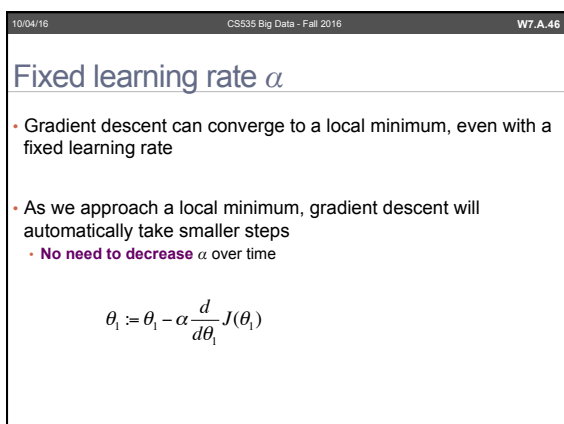 10/04/16 CS535 Big Data - Fall 2016 W7.A.46
Fixed learning rate α
• Gradient descent can converge to a local minimum, even with a
fixed learning rate
• As we approach a local minimum, gradient descent will
automatically take smaller steps
• No need to decrease α over time
θ₁ := θ₁ − α d/dθ₁ J(θ₁)